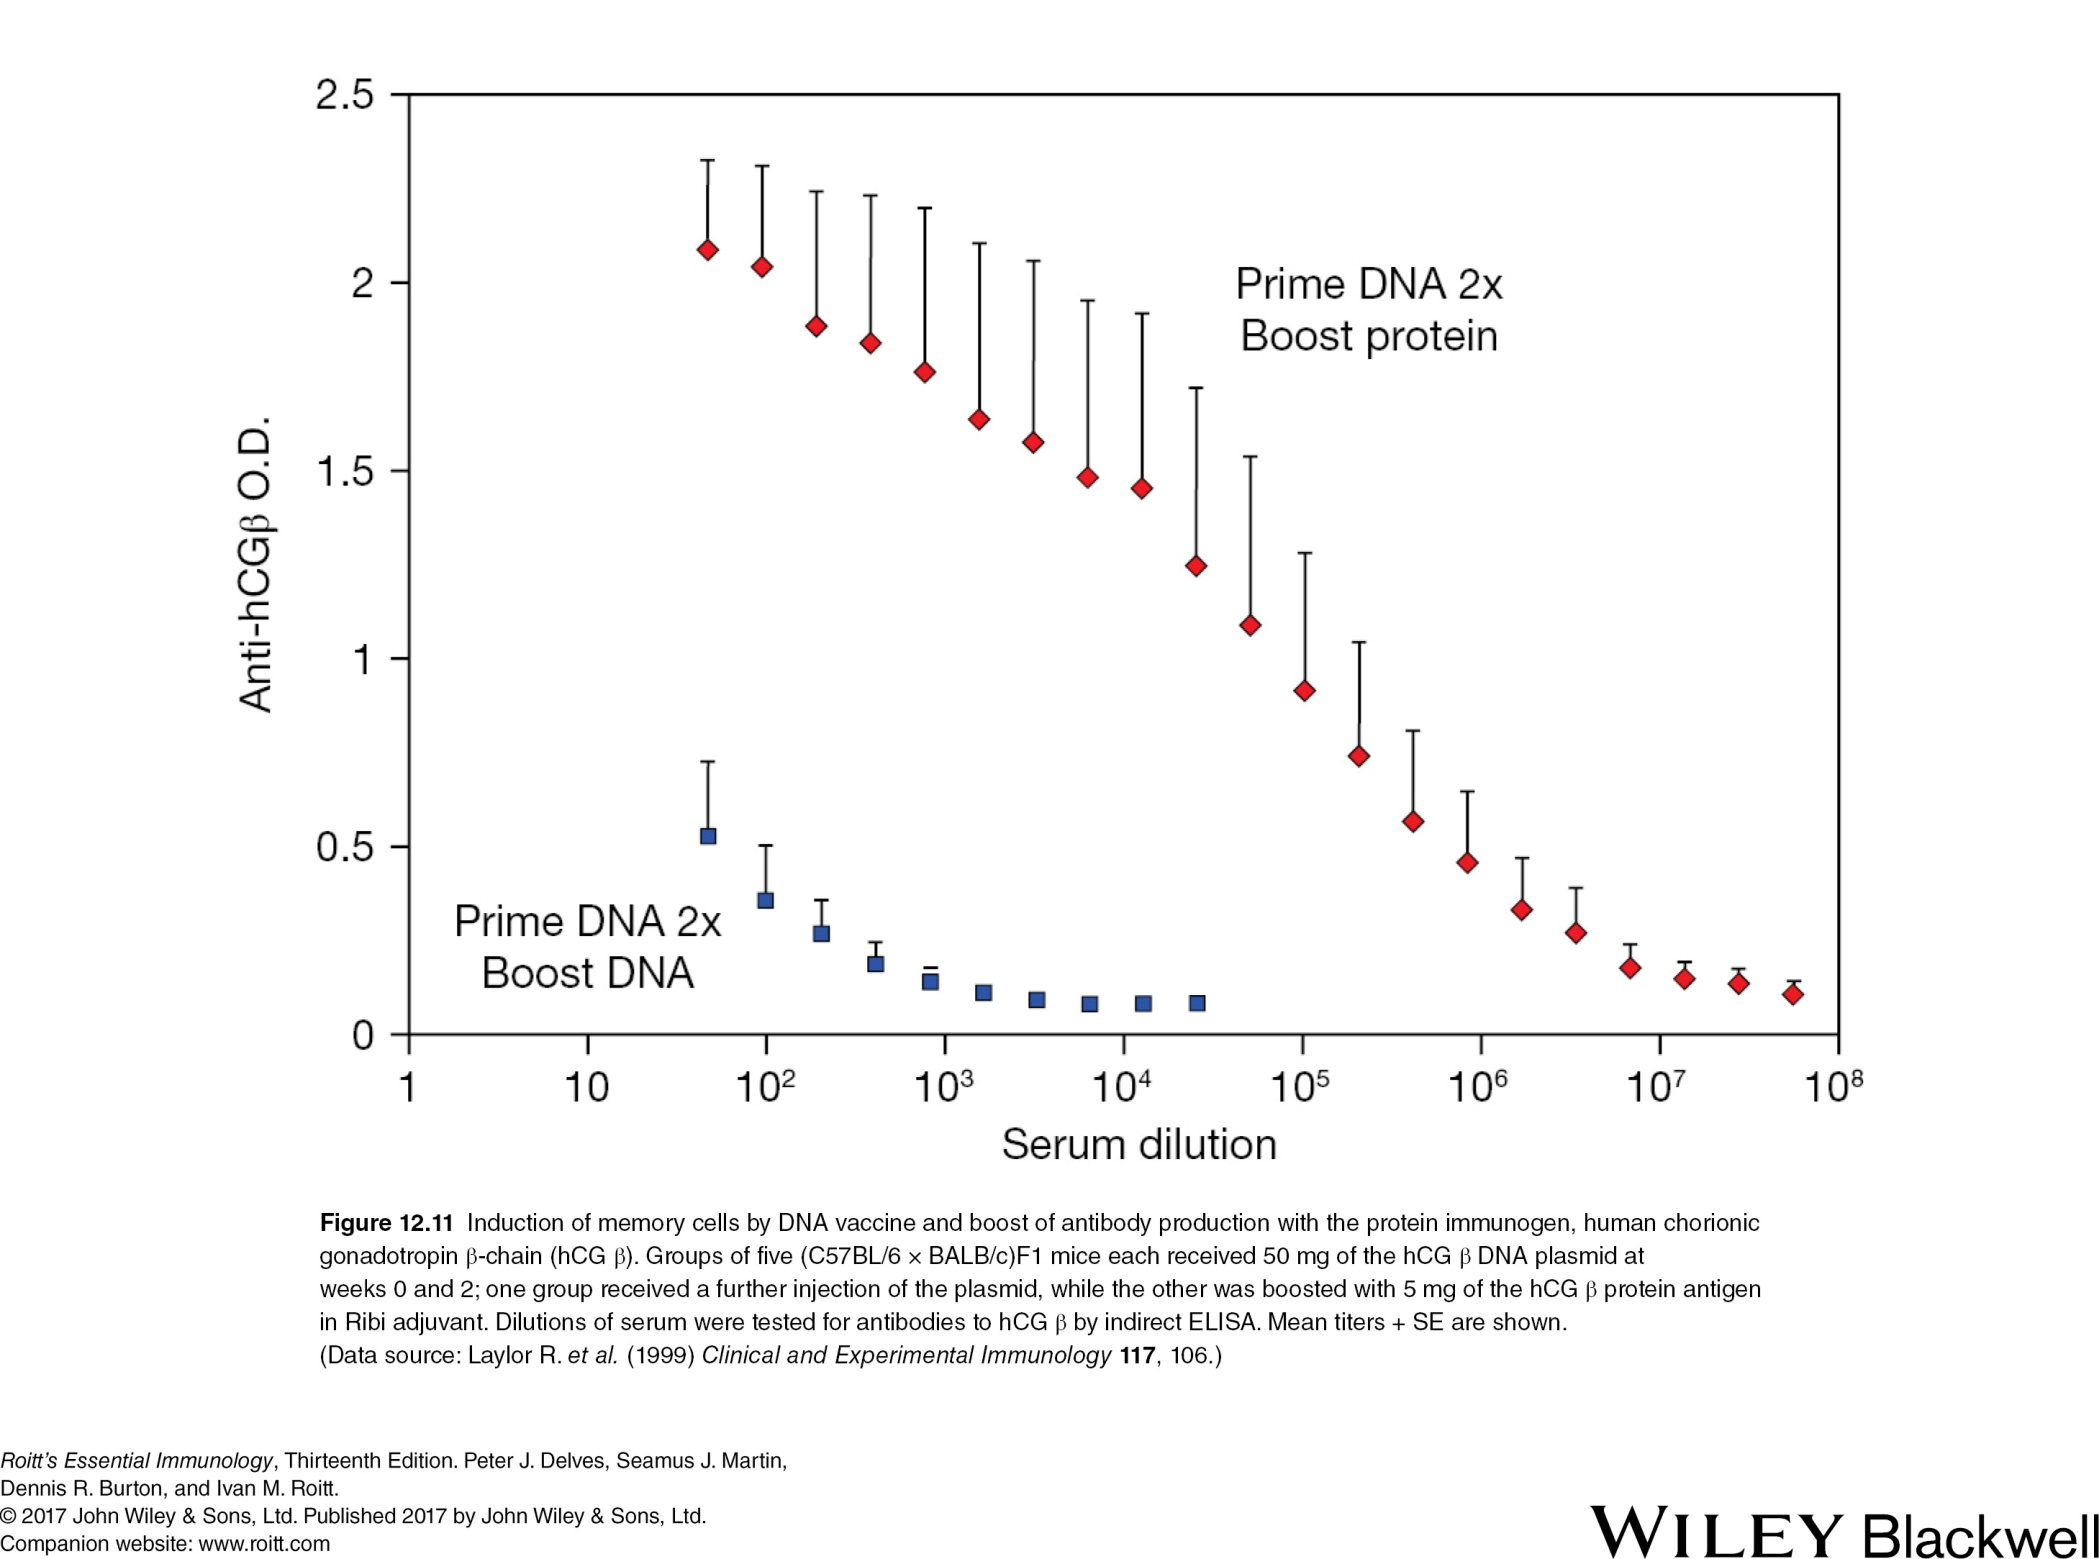 2.5
2
1.5
1
0.5
0
Anti-hCGβ O.D.
Prime DNA 2x
Boost protein
Prime DNA 2x
Boost DNA
1 10 10² 10³ 10⁴ 10⁵ 10⁶ 10⁷ 10⁸
Serum dilution
Figure 12.11 Induction of memory cells by DNA vaccine and boost of antibody production with the protein immunogen, human chorionic
gonadotropin β-chain (hCG β). Groups of five (C57BL/6 × BALB/c)F1 mice each received 50 mg of the hCG β DNA plasmid at
weeks 0 and 2; one group received a further injection of the plasmid, while the other was boosted with 5 mg of the hCG β protein antigen
in Ribi adjuvant. Dilutions of serum were tested for antibodies to hCG β by indirect ELISA. Mean titers + SE are shown.
(Data source: Laylor R. et al. (1999) Clinical and Experimental Immunology 117, 106.)
Roitt's Essential Immunology, Thirteenth Edition. Peter J. Delves, Seamus J. Martin,
Dennis R. Burton, and Ivan M. Roitt.
© 2017 John Wiley & Sons, Ltd. Published 2017 by John Wiley & Sons, Ltd.
Companion website: www.roitt.com
WILEY Blackwell